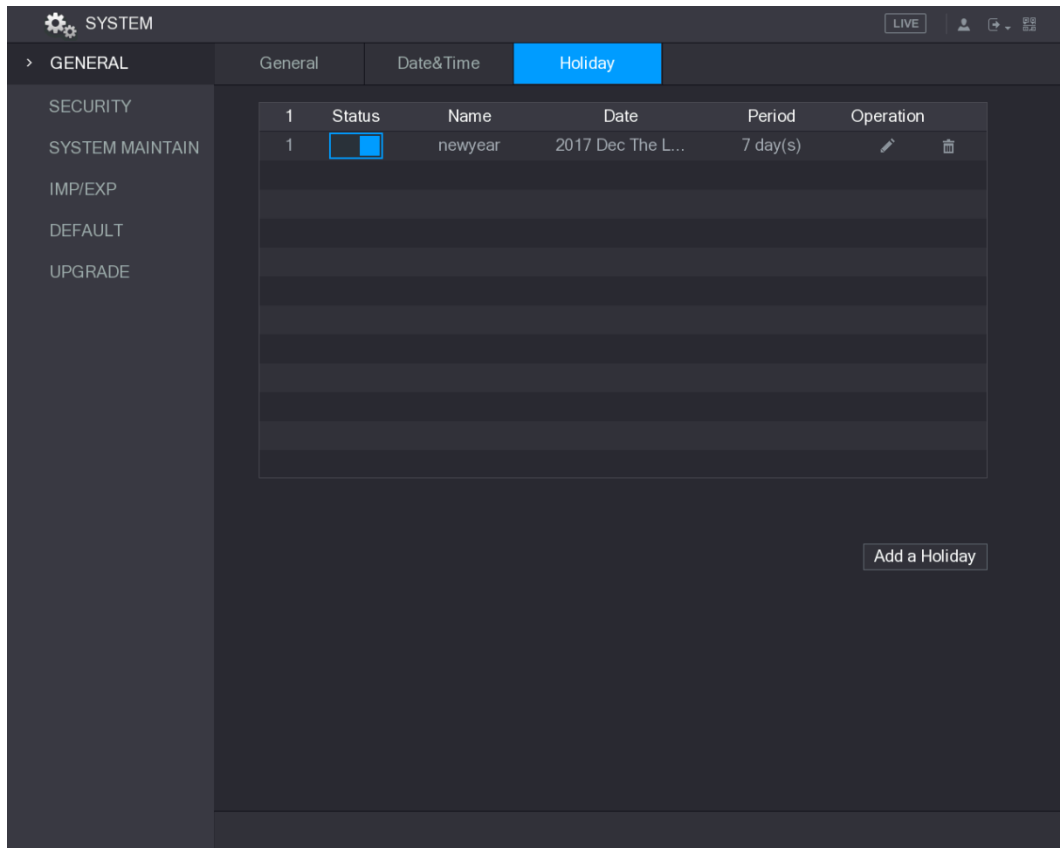 SYSTEM
LIVE
GENERAL
General Date&Time Holiday
SECURITY
SYSTEM MAINTAIN
IMP/EXP
DEFAULT
UPGRADE
1 Status Name Date Period Operation
1 newyear 2017 Dec The L... 7 day(s)
Add a Holiday